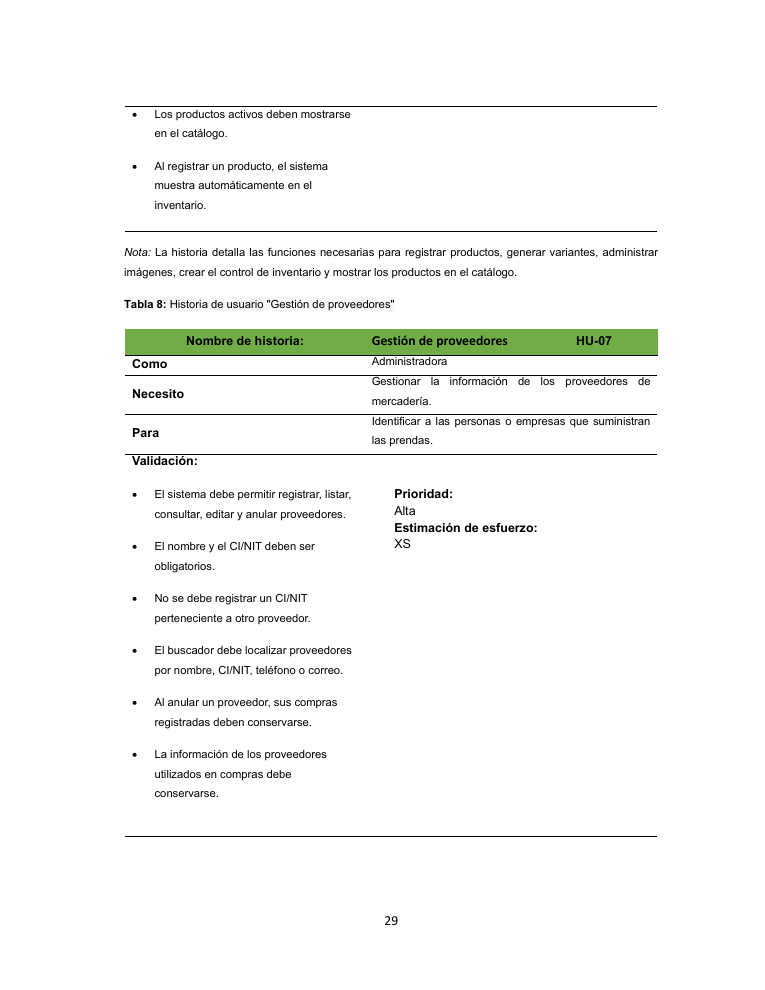 • Los productos activos deben mostrarse
en el catálogo.
• Al registrar un producto, el sistema
muestra automáticamente en el
inventario.
Nota: La historia detalla las funciones necesarias para registrar productos, generar variantes, administrar
imágenes, crear el control de inventario y mostrar los productos en el catálogo.
Tabla 8: Historia de usuario "Gestión de proveedores"
Nombre de historia: Gestión de proveedores HU-07
Como Administradora
Necesito Gestionar la información de los proveedores de
mercadería.
Para Identificar a las personas o empresas que suministran
las prendas.
Validación:
• El sistema debe permitir registrar, listar,
consultar, editar y anular proveedores.
• El nombre y el CI/NIT deben ser
obligatorios.
• No se debe registrar un CI/NIT
perteneciente a otro proveedor.
• El buscador debe localizar proveedores
por nombre, CI/NIT, teléfono o correo.
• Al anular un proveedor, sus compras
registradas deben conservarse.
• La información de los proveedores
utilizados en compras debe
conservarse.
Prioridad:
Alta
Estimación de esfuerzo:
XS
29